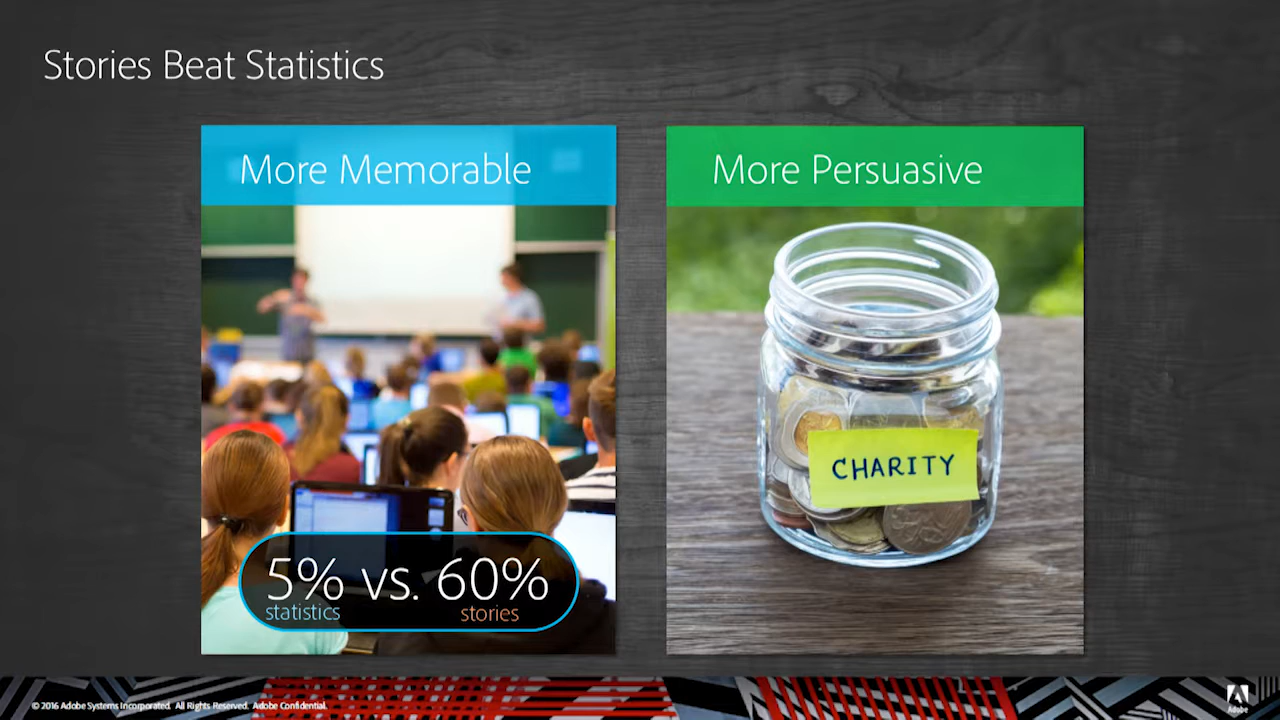 Stories Beat Statistics
More Memorable
More Persuasive
CHARITY
5% vs. 60%
statistics stories
© 2016 Adobe Systems Incorporated. All Rights Reserved. Adobe Confidential.
Adobe